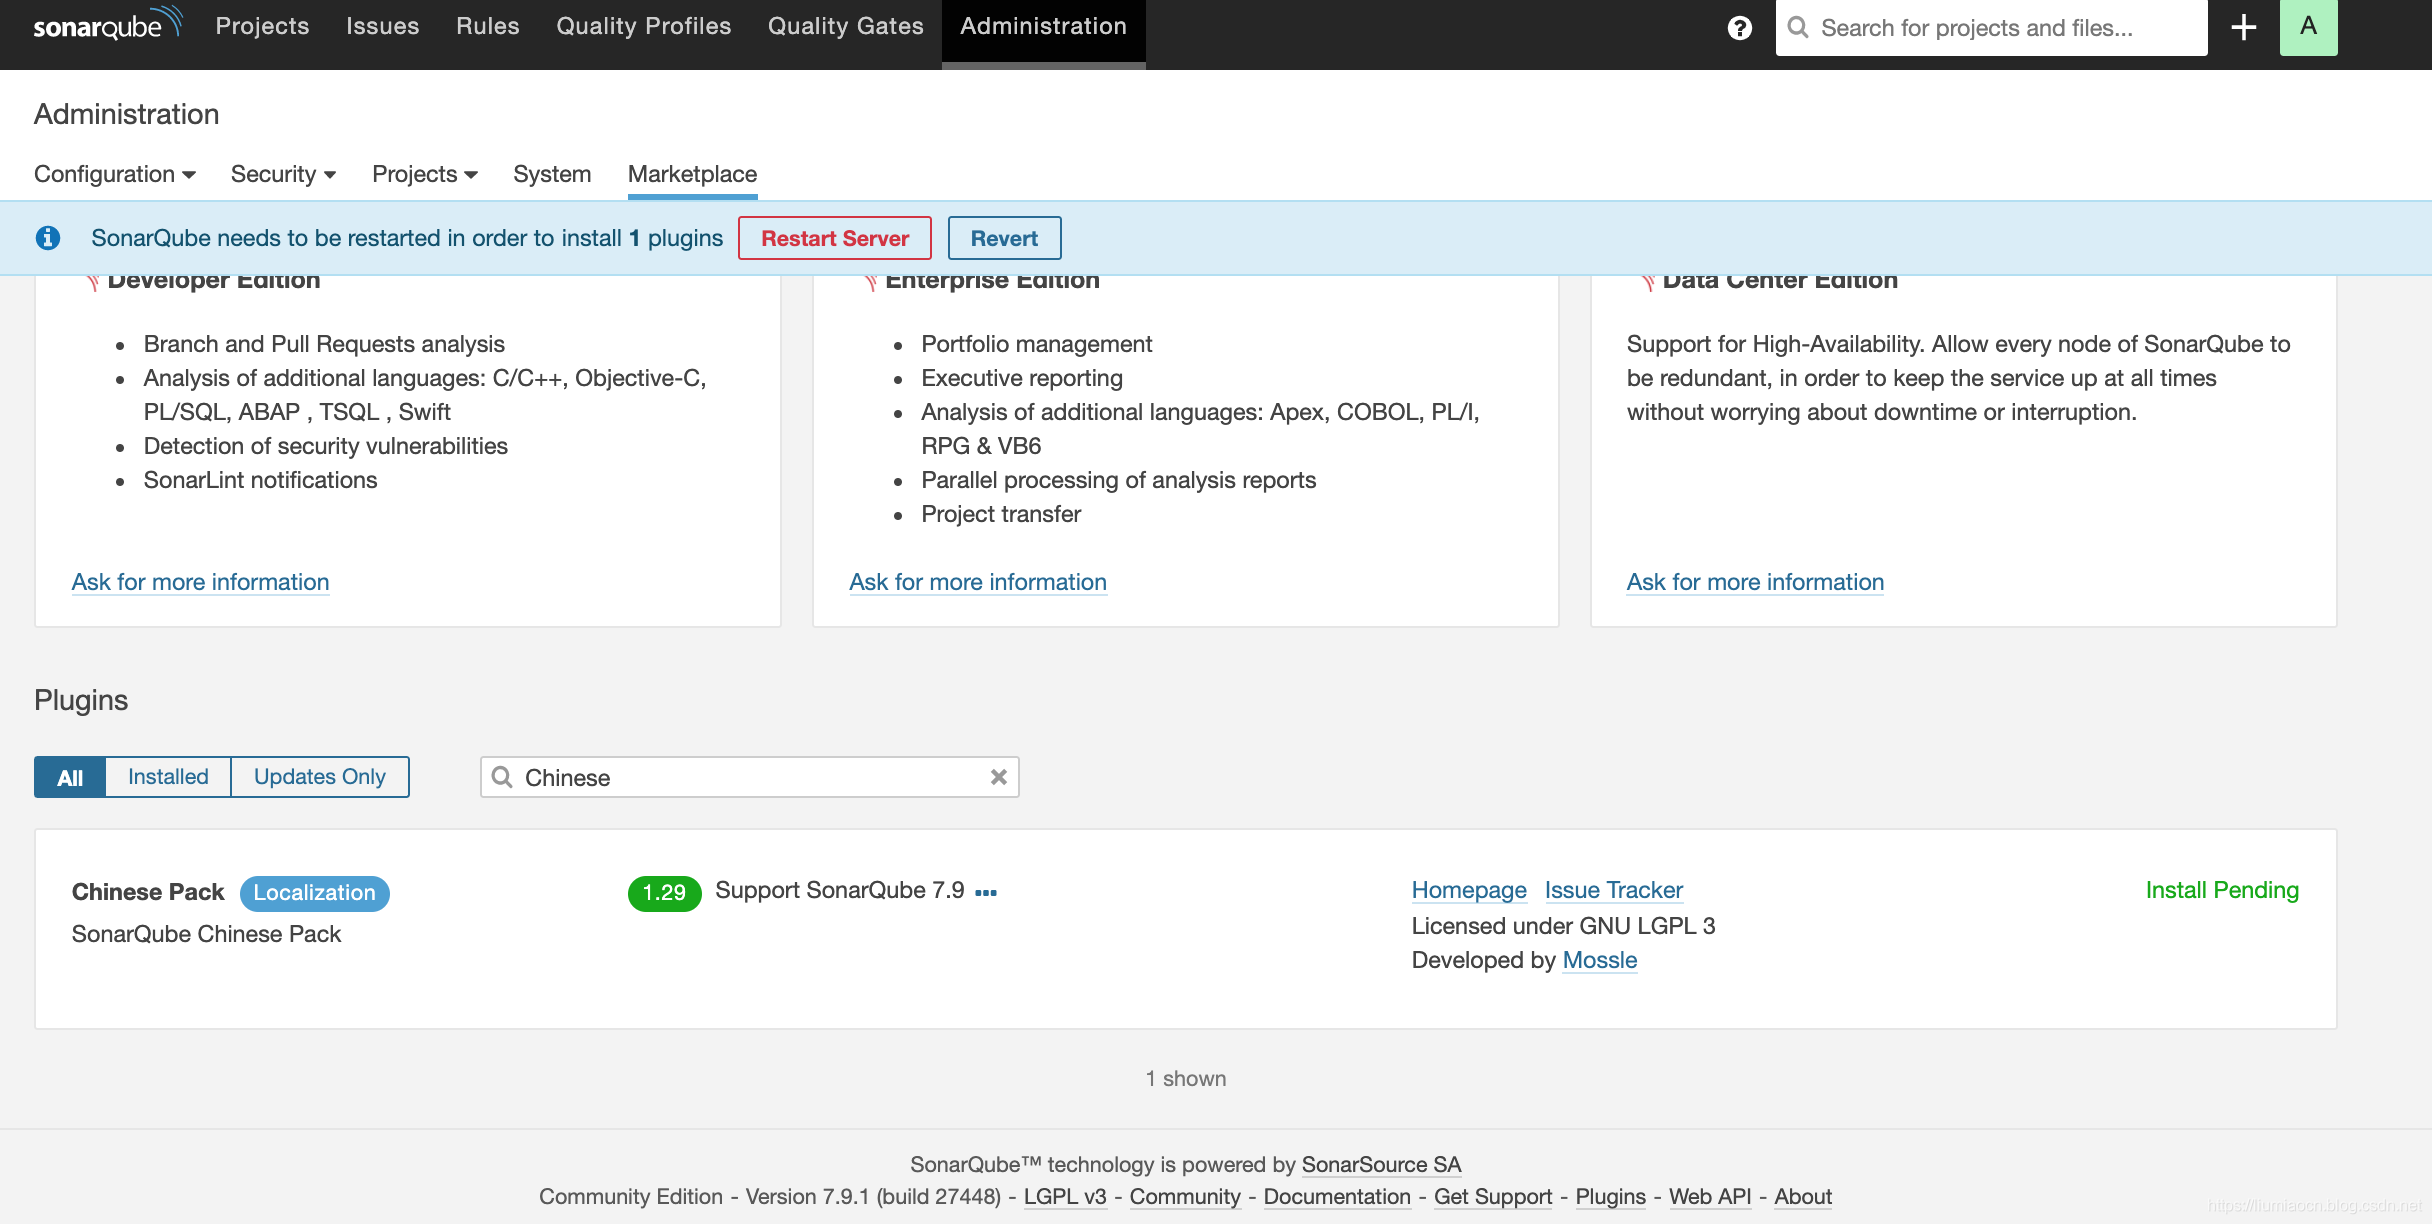 sonarqube Projects Issues Rules Quality Profiles Quality Gates Administration Search for projects and files... A
Administration
Configuration Security Projects System Marketplace
SonarQube needs to be restarted in order to install 1 plugins Restart Server Revert
Developer Edition
Branch and Pull Requests analysis
Analysis of additional languages: C/C++, Objective-C,
PL/SQL, ABAP , TSQL , Swift
Detection of security vulnerabilities
SonarLint notifications
Ask for more information
Enterprise Edition
Portfolio management
Executive reporting
Analysis of additional languages: Apex, COBOL, PL/I,
RPG & VB6
Parallel processing of analysis reports
Project transfer
Ask for more information
Data Center Edition
Support for High-Availability. Allow every node of SonarQube to
be redundant, in order to keep the service up at all times
without worrying about downtime or interruption.
Ask for more information
Plugins
All Installed Updates Only Chinese
Chinese Pack Localization
SonarQube Chinese Pack
1.29 Support SonarQube 7.9 •••
Homepage Issue Tracker
Licensed under GNU LGPL 3
Developed by Mossle
Install Pending
1 shown
SonarQube™ technology is powered by SonarSource SA
Community Edition - Version 7.9.1 (build 27448) - LGPL v3 - Community - Documentation - Get Support - Plugins - Web API - About
https://liumiaocn.blog.csdn.net